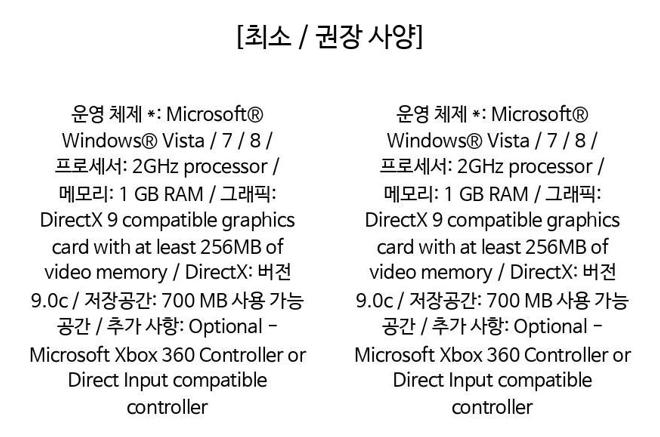 [최소 / 권장 사양]
운영 체제 *: Microsoft®
Windows® Vista / 7 / 8 /
프로세서: 2GHz processor /
메모리: 1 GB RAM / 그래픽:
DirectX 9 compatible graphics
card with at least 256MB of
video memory / DirectX: 버전
9.0c / 저장공간: 700 MB 사용 가능
공간 / 추가 사항: Optional -
Microsoft Xbox 360 Controller or
Direct Input compatible
controller
운영 체제 *: Microsoft®
Windows® Vista / 7 / 8 /
프로세서: 2GHz processor /
메모리: 1 GB RAM / 그래픽:
DirectX 9 compatible graphics
card with at least 256MB of
video memory / DirectX: 버전
9.0c / 저장공간: 700 MB 사용 가능
공간 / 추가 사항: Optional -
Microsoft Xbox 360 Controller or
Direct Input compatible
controller